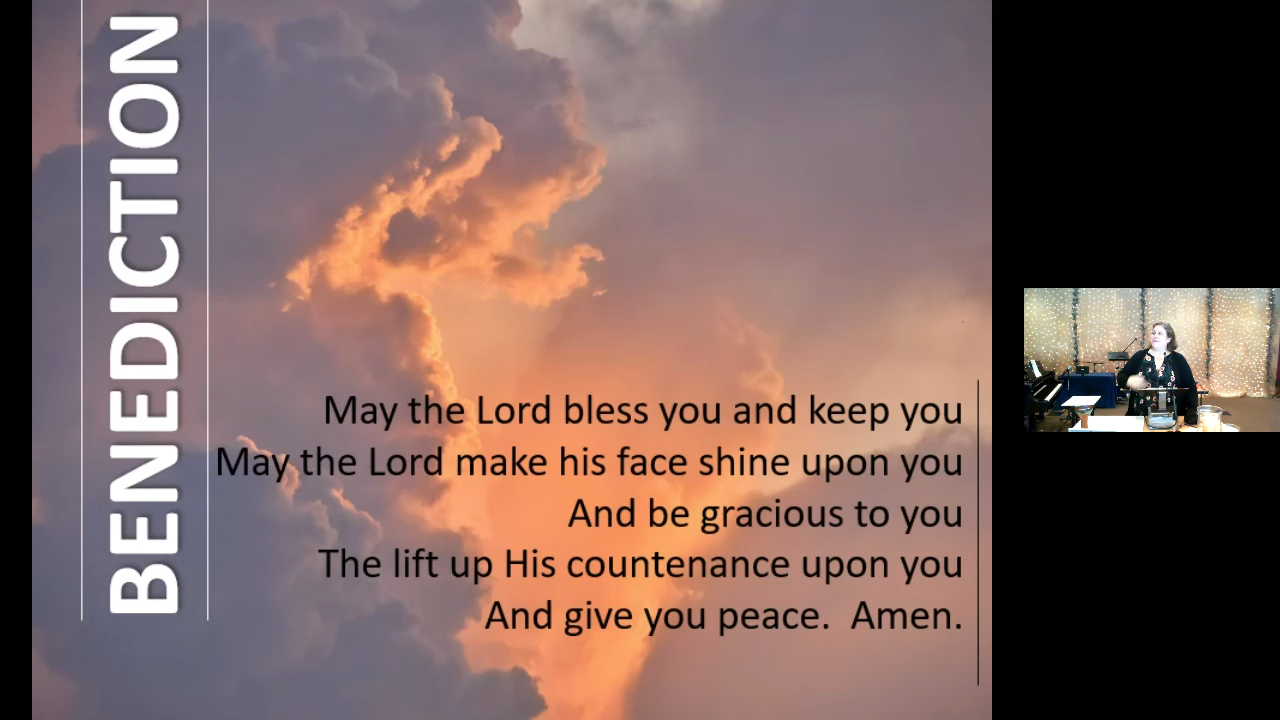 BENEDICTION
May the Lord bless you and keep you
May the Lord make his face shine upon you
And be gracious to you
The lift up His countenance upon you
And give you peace.  Amen.